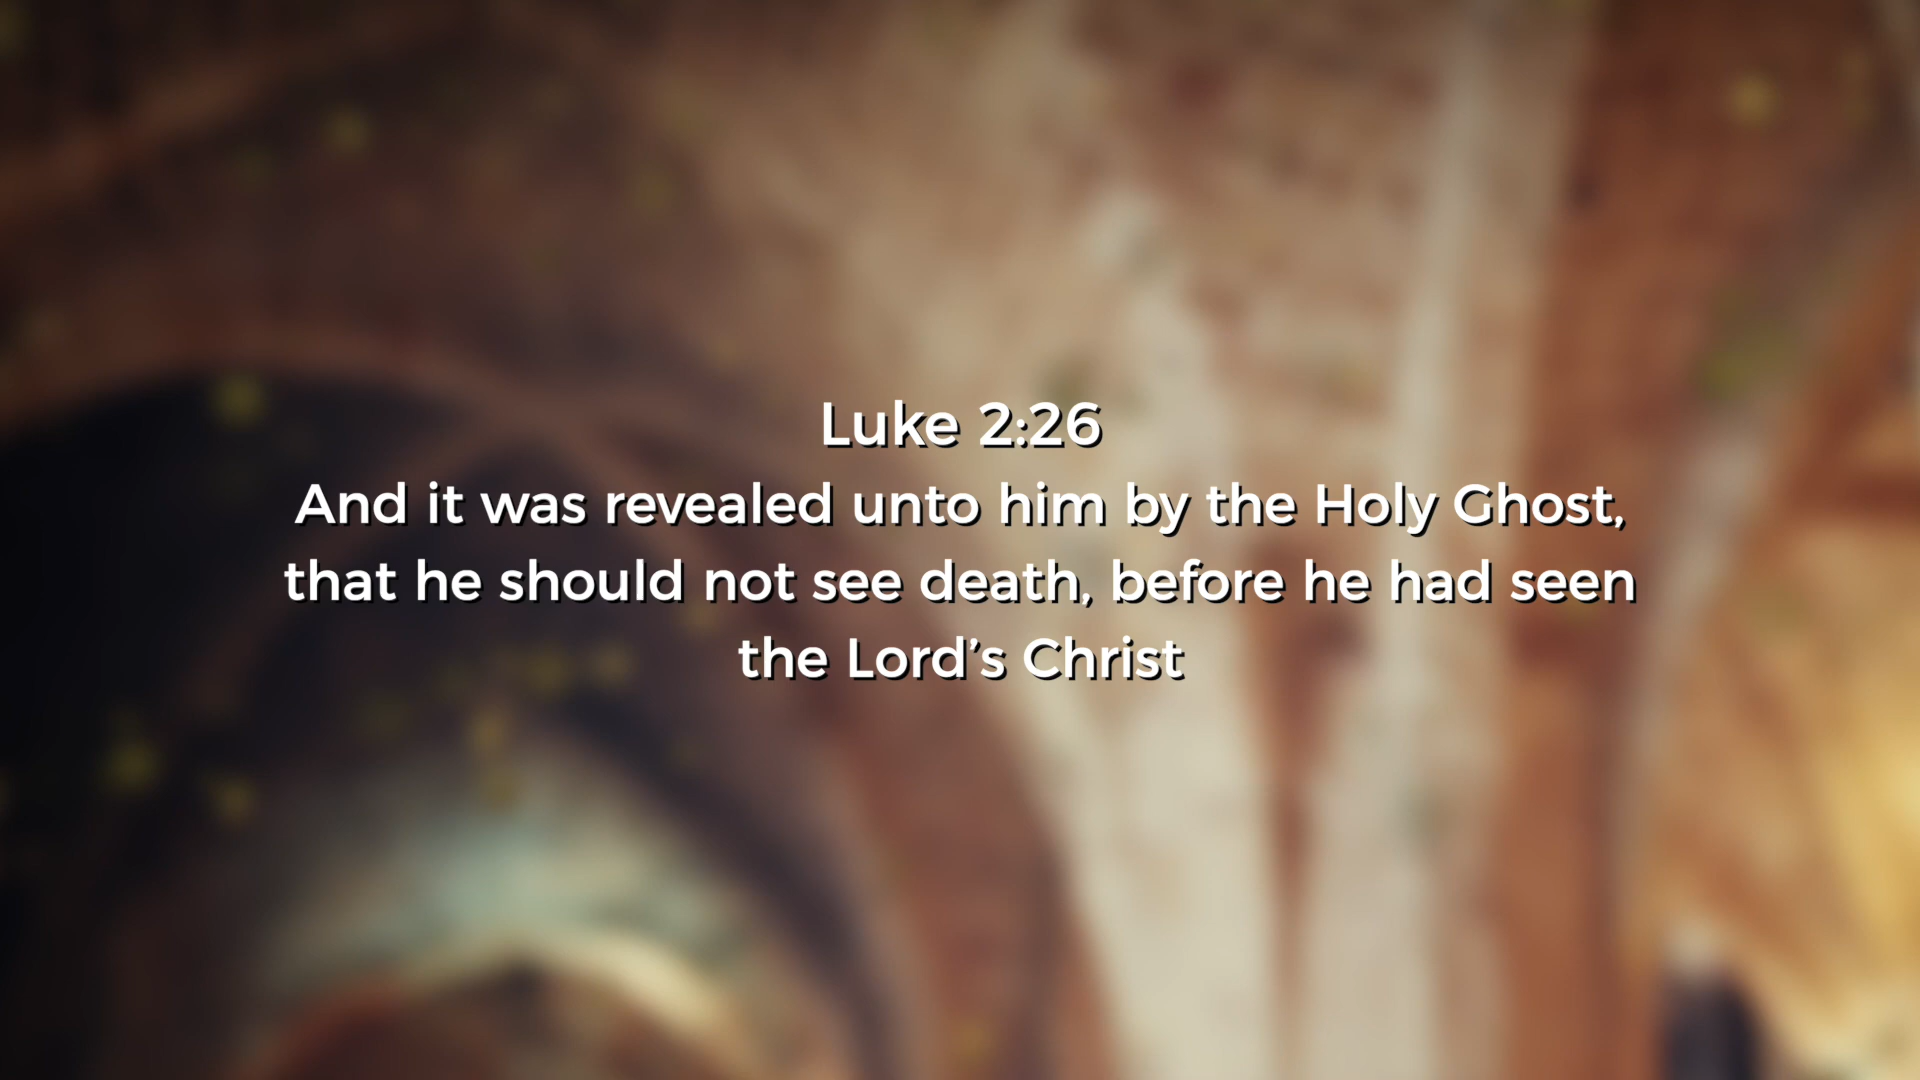 Luke 2:26
And it was revealed unto him by the Holy Ghost,
that he should not see death, before he had seen
the Lord’s Christ